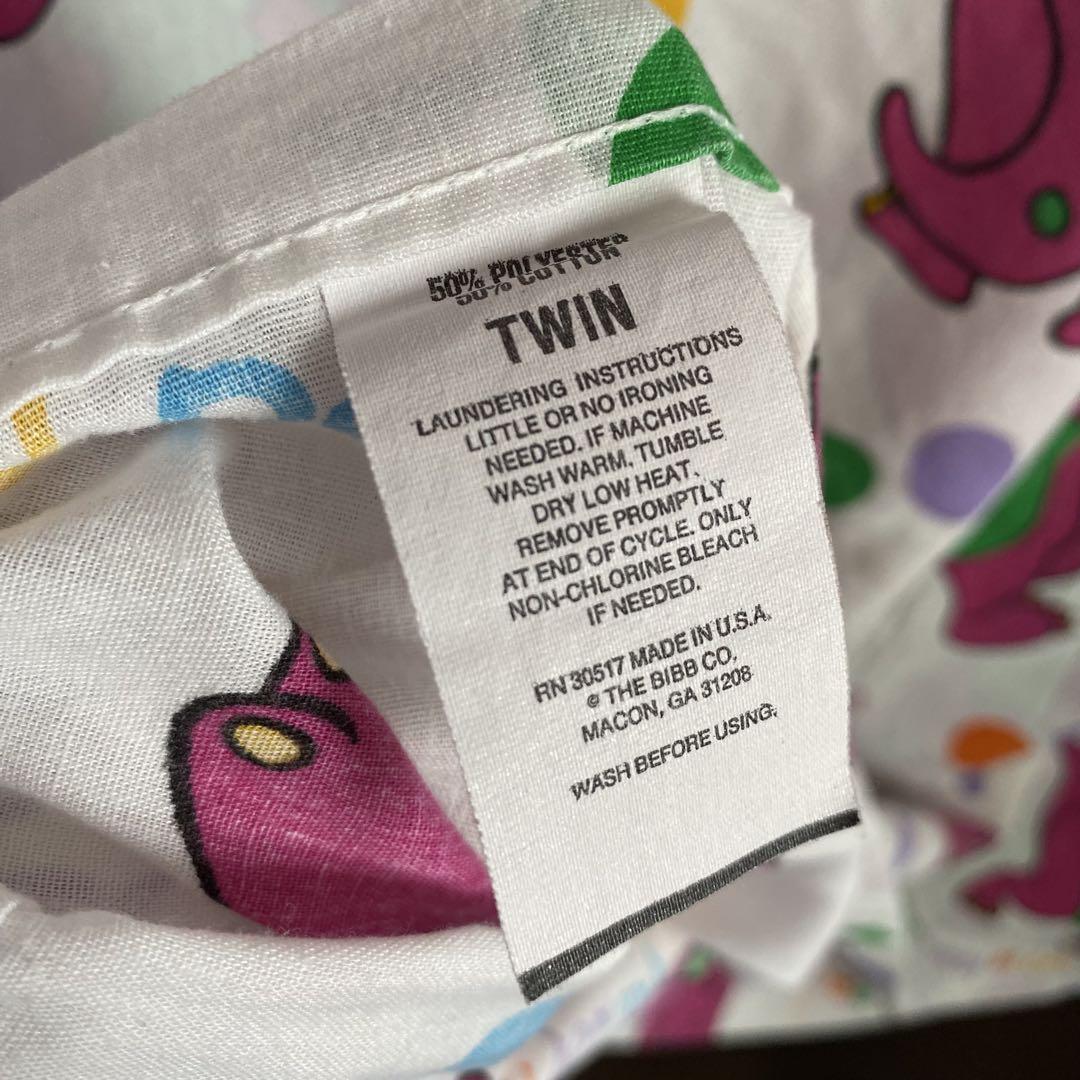 50% POLYESTER
50% COTTON
TWIN
LAUNDERING INSTRUCTIONS
LITTLE OR NO IRONING
NEEDED. IF MACHINE
WASH WARM, TUMBLE
DRY LOW HEAT,
REMOVE PROMPTLY
AT END OF CYCLE. ONLY
NON-CHLORINE BLEACH
IF NEEDED.
RN 30517 MADE IN U.S.A.
© THE BIBB CO.
MACON, GA 31208
WASH BEFORE USING.